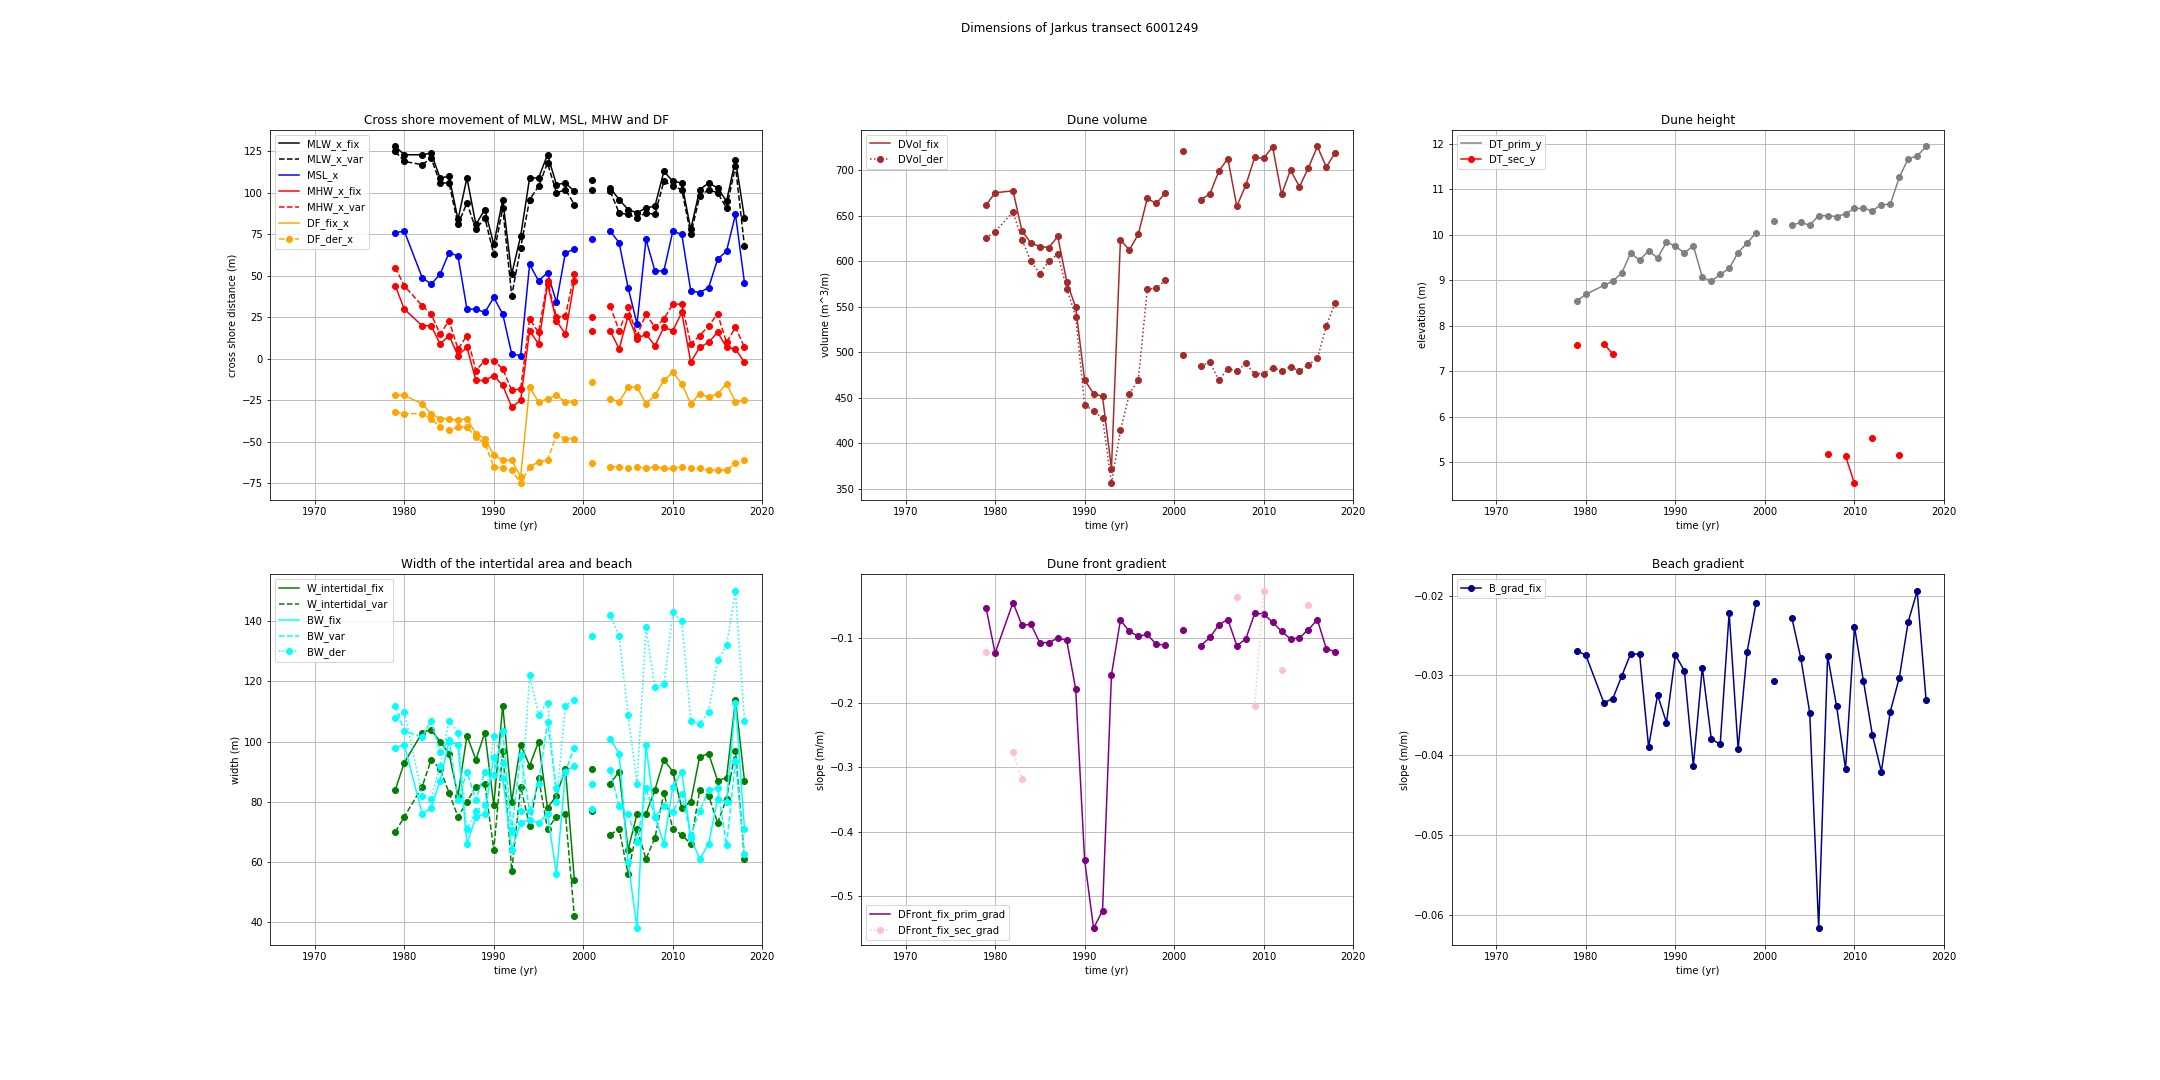 Dimensions of Jarkus transect 6001249
Cross shore movement of MLW, MSL, MHW and DF
cross shore distance (m)
125
100
75
50
25
0
−25
−50
−75
MLW_x_fix
MLW_x_var
MSL_x
MHW_x_fix
MHW_x_var
DF_fix_x
DF_der_x
1970 1980 1990 2000 2010 2020
time (yr)
Dune volume
volume (m^3/m)
700
650
600
550
500
450
400
350
DVol_fix
DVol_der
1970 1980 1990 2000 2010 2020
time (yr)
Dune height
elevation (m)
12
11
10
9
8
7
6
5
DT_prim_y
DT_sec_y
1970 1980 1990 2000 2010 2020
time (yr)
Width of the intertidal area and beach
width (m)
140
120
100
80
60
40
W_intertidal_fix
W_intertidal_var
BW_fix
BW_var
BW_der
1970 1980 1990 2000 2010 2020
time (yr)
Dune front gradient
slope (m/m)
−0.1
−0.2
−0.3
−0.4
−0.5
DFront_fix_prim_grad
DFront_fix_sec_grad
1970 1980 1990 2000 2010 2020
time (yr)
Beach gradient
slope (m/m)
−0.02
−0.03
−0.04
−0.05
−0.06
B_grad_fix
1970 1980 1990 2000 2010 2020
time (yr)